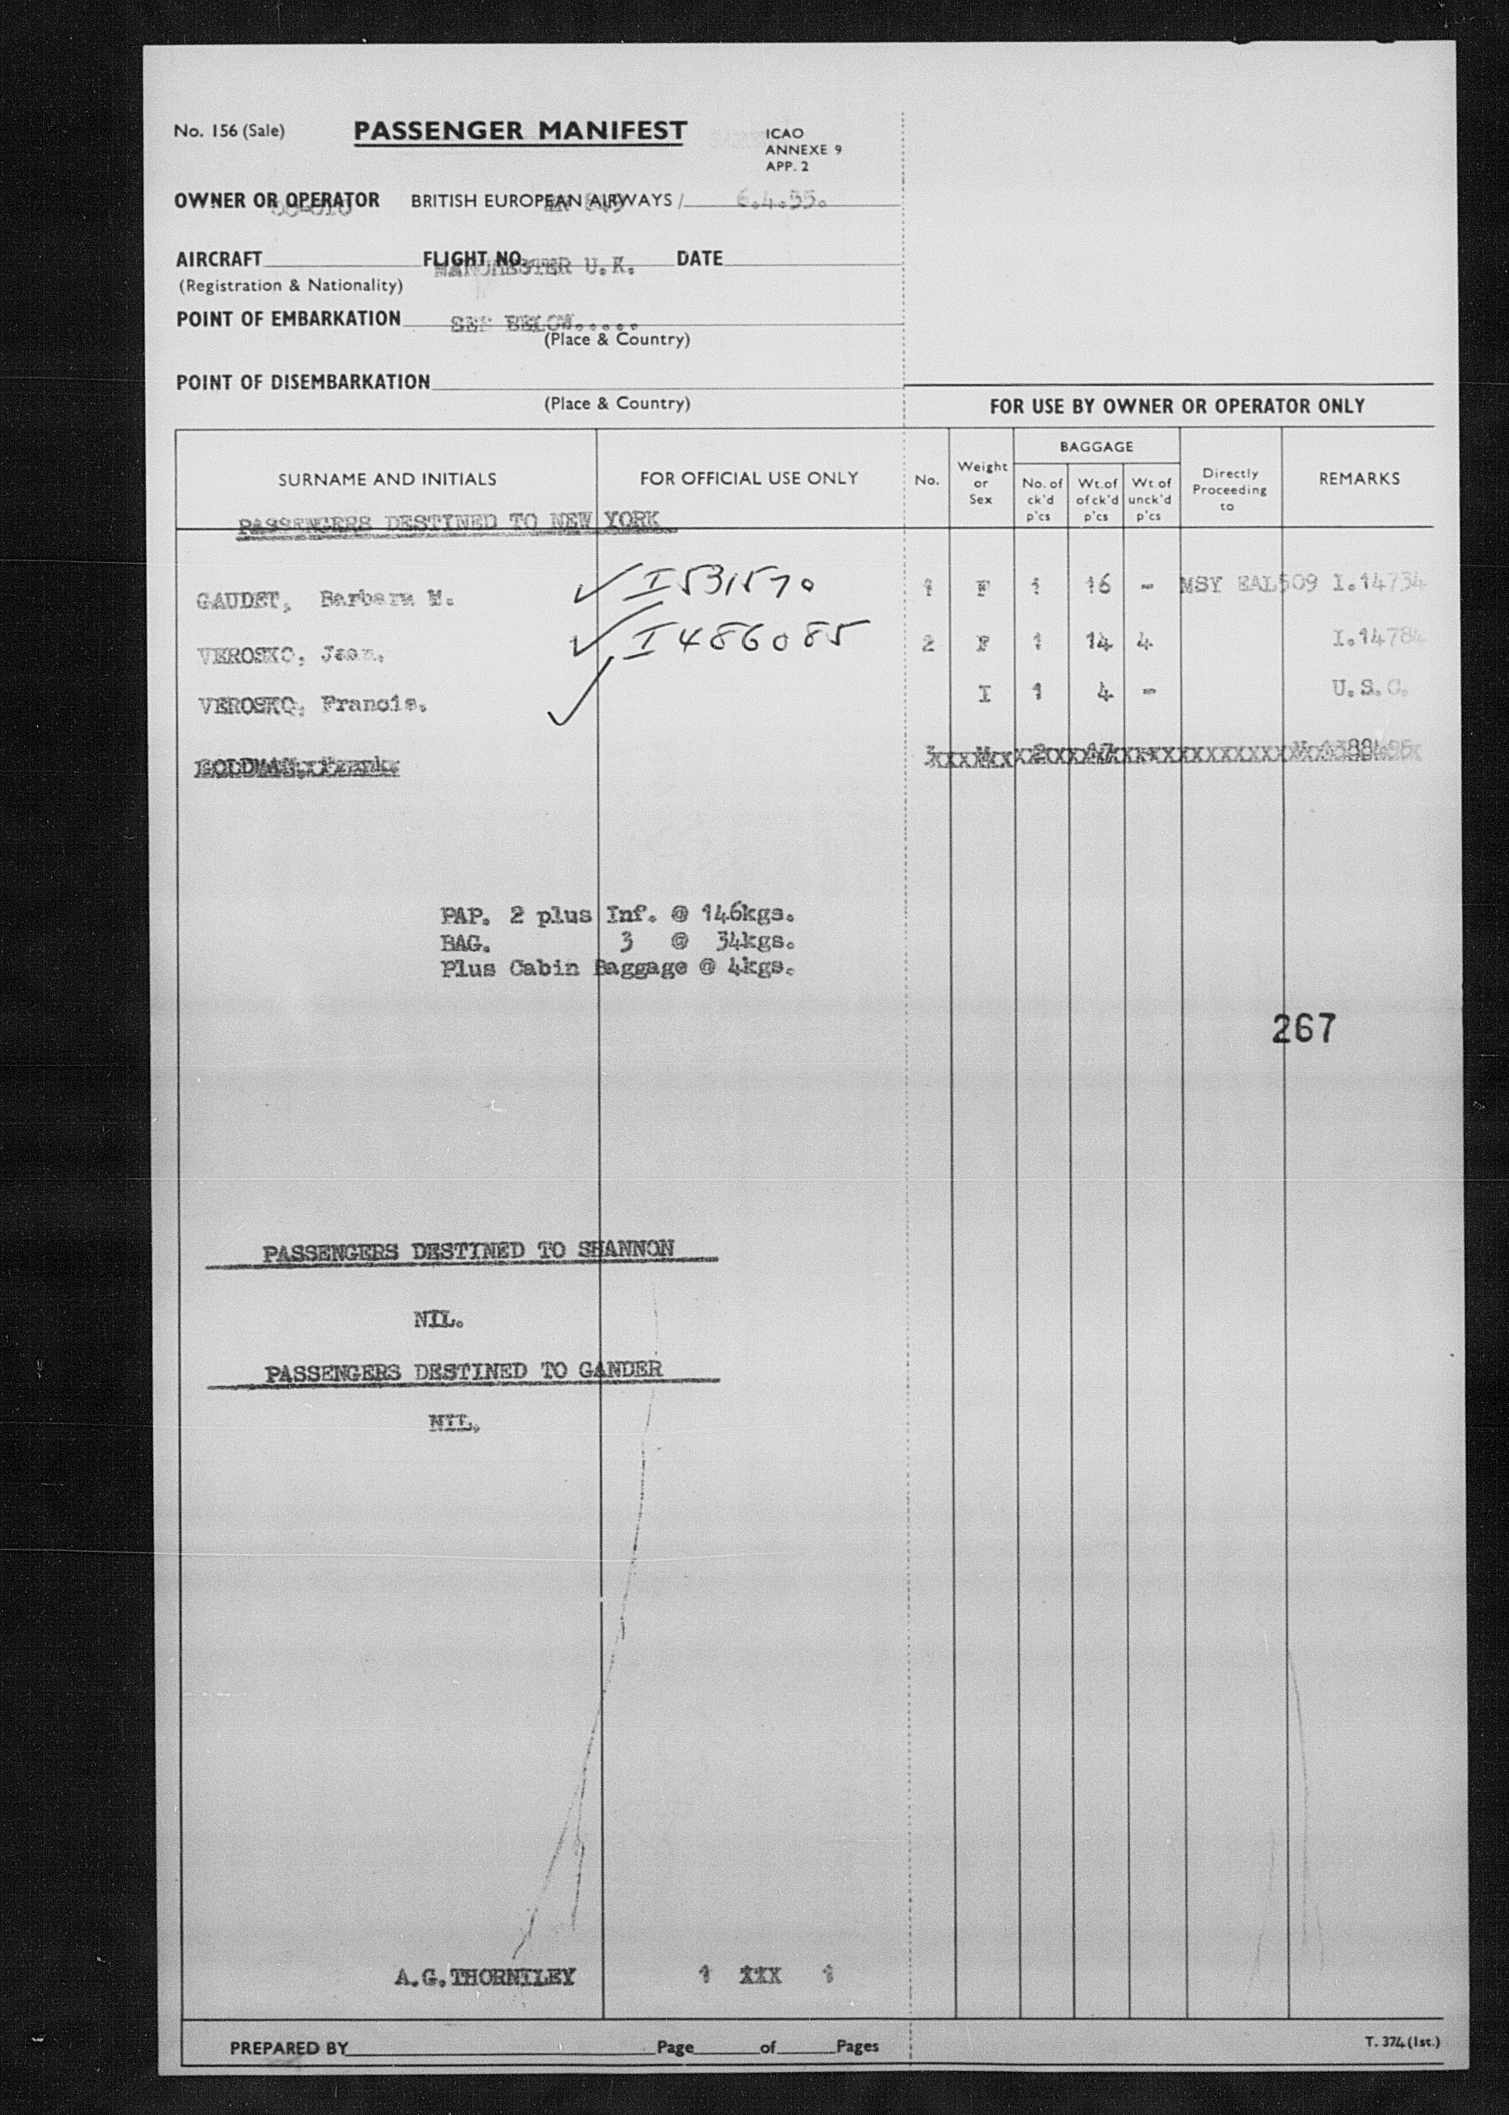 No. 156 (Sale) PASSENGER MANIFEST ICAO
ANNEXE 9
APP. 2
OWNER OR OPERATOR BRITISH EUROPEAN AIRWAYS / 6.4.55.
AIRCRAFT FLIGHT NO. DATE
(Registration & Nationality) MANCHESTER U.K.
POINT OF EMBARKATION SEE BELOW.....
(Place & Country)
POINT OF DISEMBARKATION
(Place & Country)
FOR USE BY OWNER OR OPERATOR ONLY
SURNAME AND INITIALS FOR OFFICIAL USE ONLY No. Weight or Sex BAGGAGE No. of ck'd p'cs Wt.of of ck'd p'cs Wt.of unck'd p'cs Directly Proceeding to REMARKS
PASSENGERS DESTINED TO NEW YORK
GAUDET, Barbara M. I 531570 1 F 1 16 - MSY EAL509 I.14734
VEROSKO, Jean. I 486085 2 F 1 14 4 I.14784
VEROSKO, Francis. I 1 4 - U.S.C.
GOLDMAN, Frank.
PAP. 2 plus Inf. @ 146kgs.
BAG. 3 @ 34kgs.
Plus Cabin Baggage @ 4kgs.
267
PASSENGERS DESTINED TO SHANNON
NIL.
PASSENGERS DESTINED TO GANDER
NIL.
A.G.THORNILEY 1 XXX 1
PREPARED BY Page of Pages T. 374 (1st.)